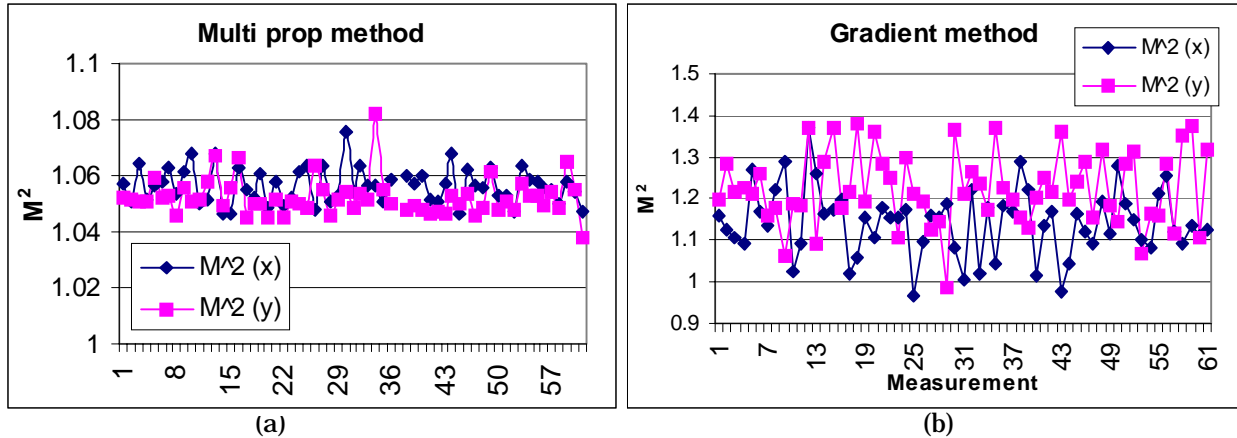 Multi prop method
1.1
1.08
1.06
1.04
1.02
1
M²
M^2 (x)
M^2 (y)
1 8 15 22 29 36 43 50 57
(a)
Gradient method
M^2 (x)
M^2 (y)
1.5
1.4
1.3
1.2
1.1
1
0.9
M²
1 7 13 19 25 31 37 43 49 55 61
Measurement
(b)